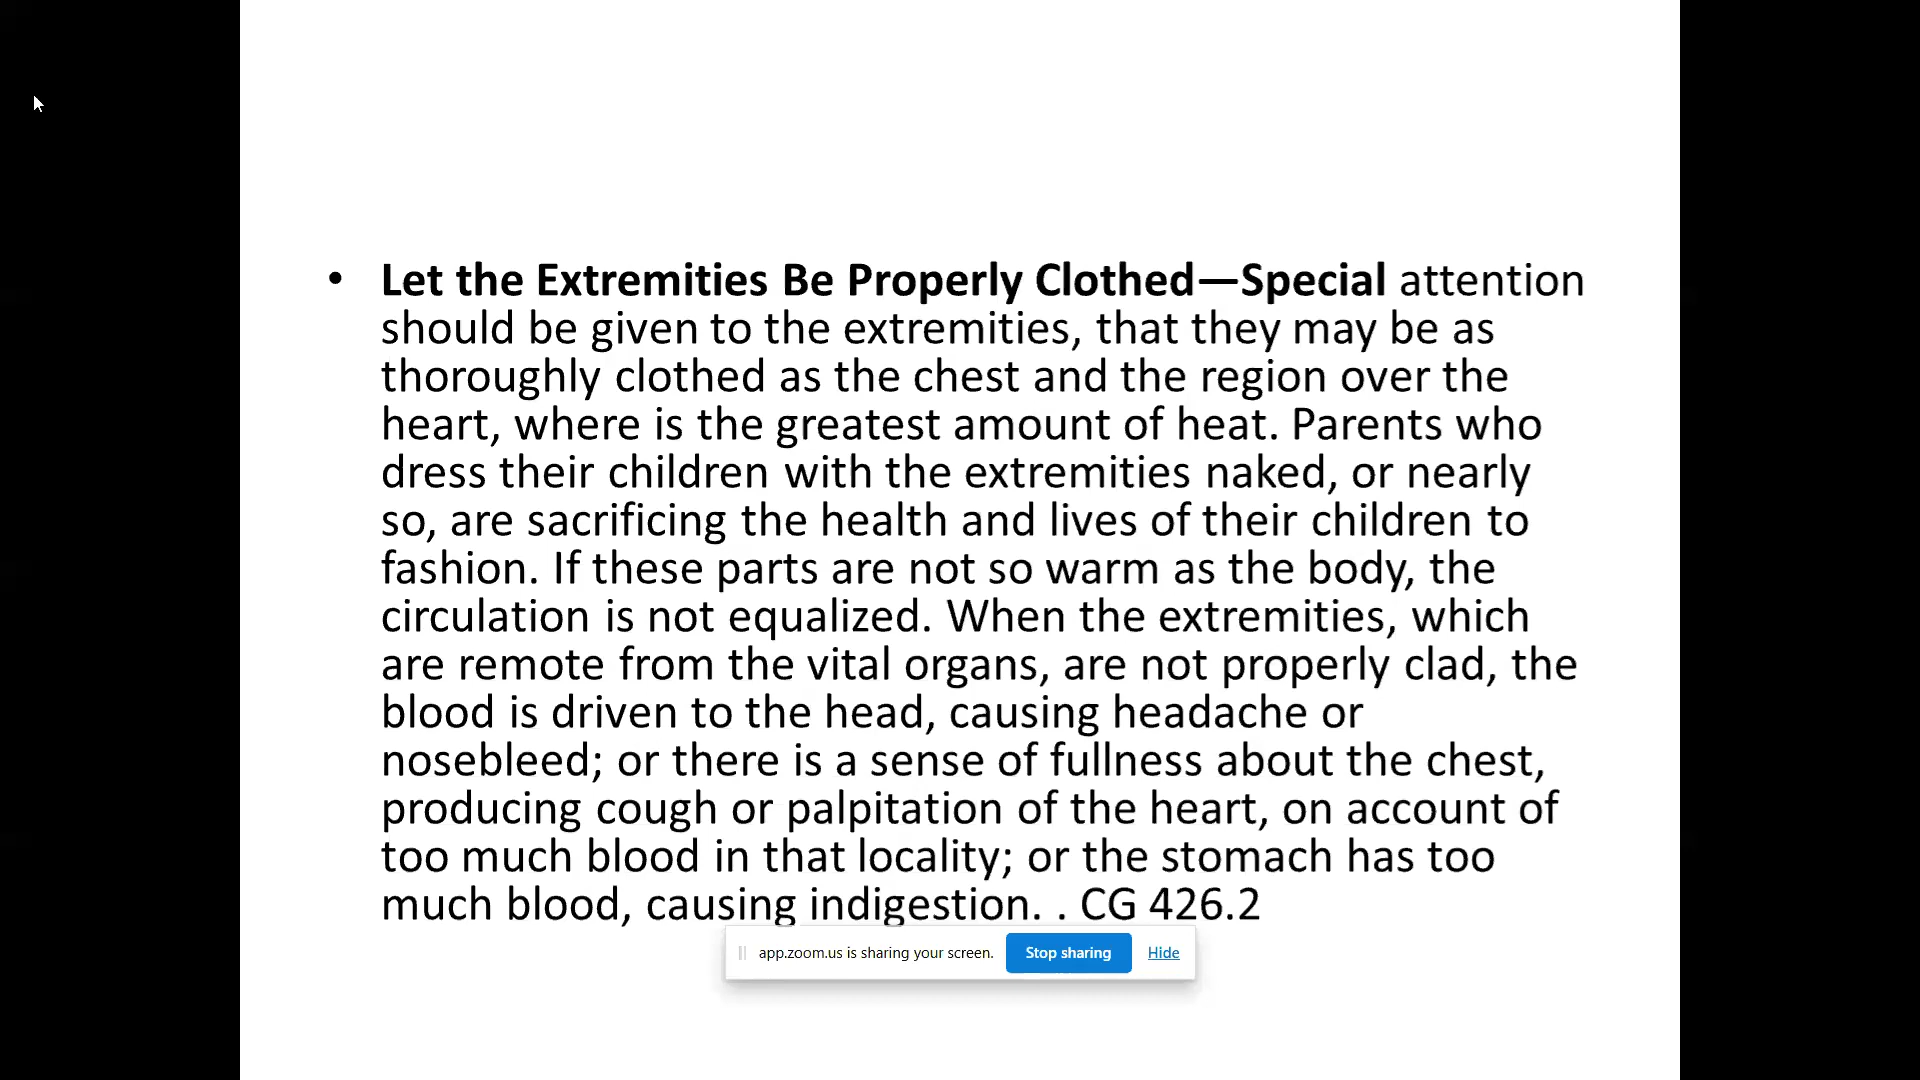 • Let the Extremities Be Properly Clothed—Special attention
should be given to the extremities, that they may be as
thoroughly clothed as the chest and the region over the
heart, where is the greatest amount of heat. Parents who
dress their children with the extremities naked, or nearly
so, are sacrificing the health and lives of their children to
fashion. If these parts are not so warm as the body, the
circulation is not equalized. When the extremities, which
are remote from the vital organs, are not properly clad, the
blood is driven to the head, causing headache or
nosebleed; or there is a sense of fullness about the chest,
producing cough or palpitation of the heart, on account of
too much blood in that locality; or the stomach has too
much blood, causing indigestion. . CG 426.2
app.zoom.us is sharing your screen. Stop sharing Hide